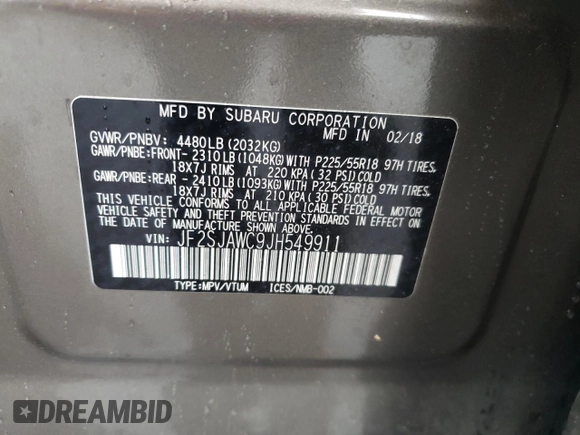 MFD BY SUBARU CORPORATION
MFD IN 02/18
GVWR/PNBV: 4480LB(2032KG)
GAWR/PNBE:FRONT- 2310LB(1048KG)WITH P225/55R18 97H TIRES,
18X7J RIMS AT 220 KPA( 32 PSI)COLD
GAWR/PNBE:REAR - 2410LB(1093KG)WITH P225/55R18 97H TIRES,
18X7J RIMS AT 210 KPA( 30 PSI)COLD
THIS VEHICLE CONFORMS TO ALL APPLICABLE FEDERAL MOTOR
VEHICLE SAFETY AND THEFT PREVENTION STANDARDS IN EFFECT ON
THE DATE OF MANUFACTURE SHOWN ABOVE.
VIN: JF2SJAWC9JH549911
TYPE:MPV/VTUM ICES/NMB-002
DREAMBID